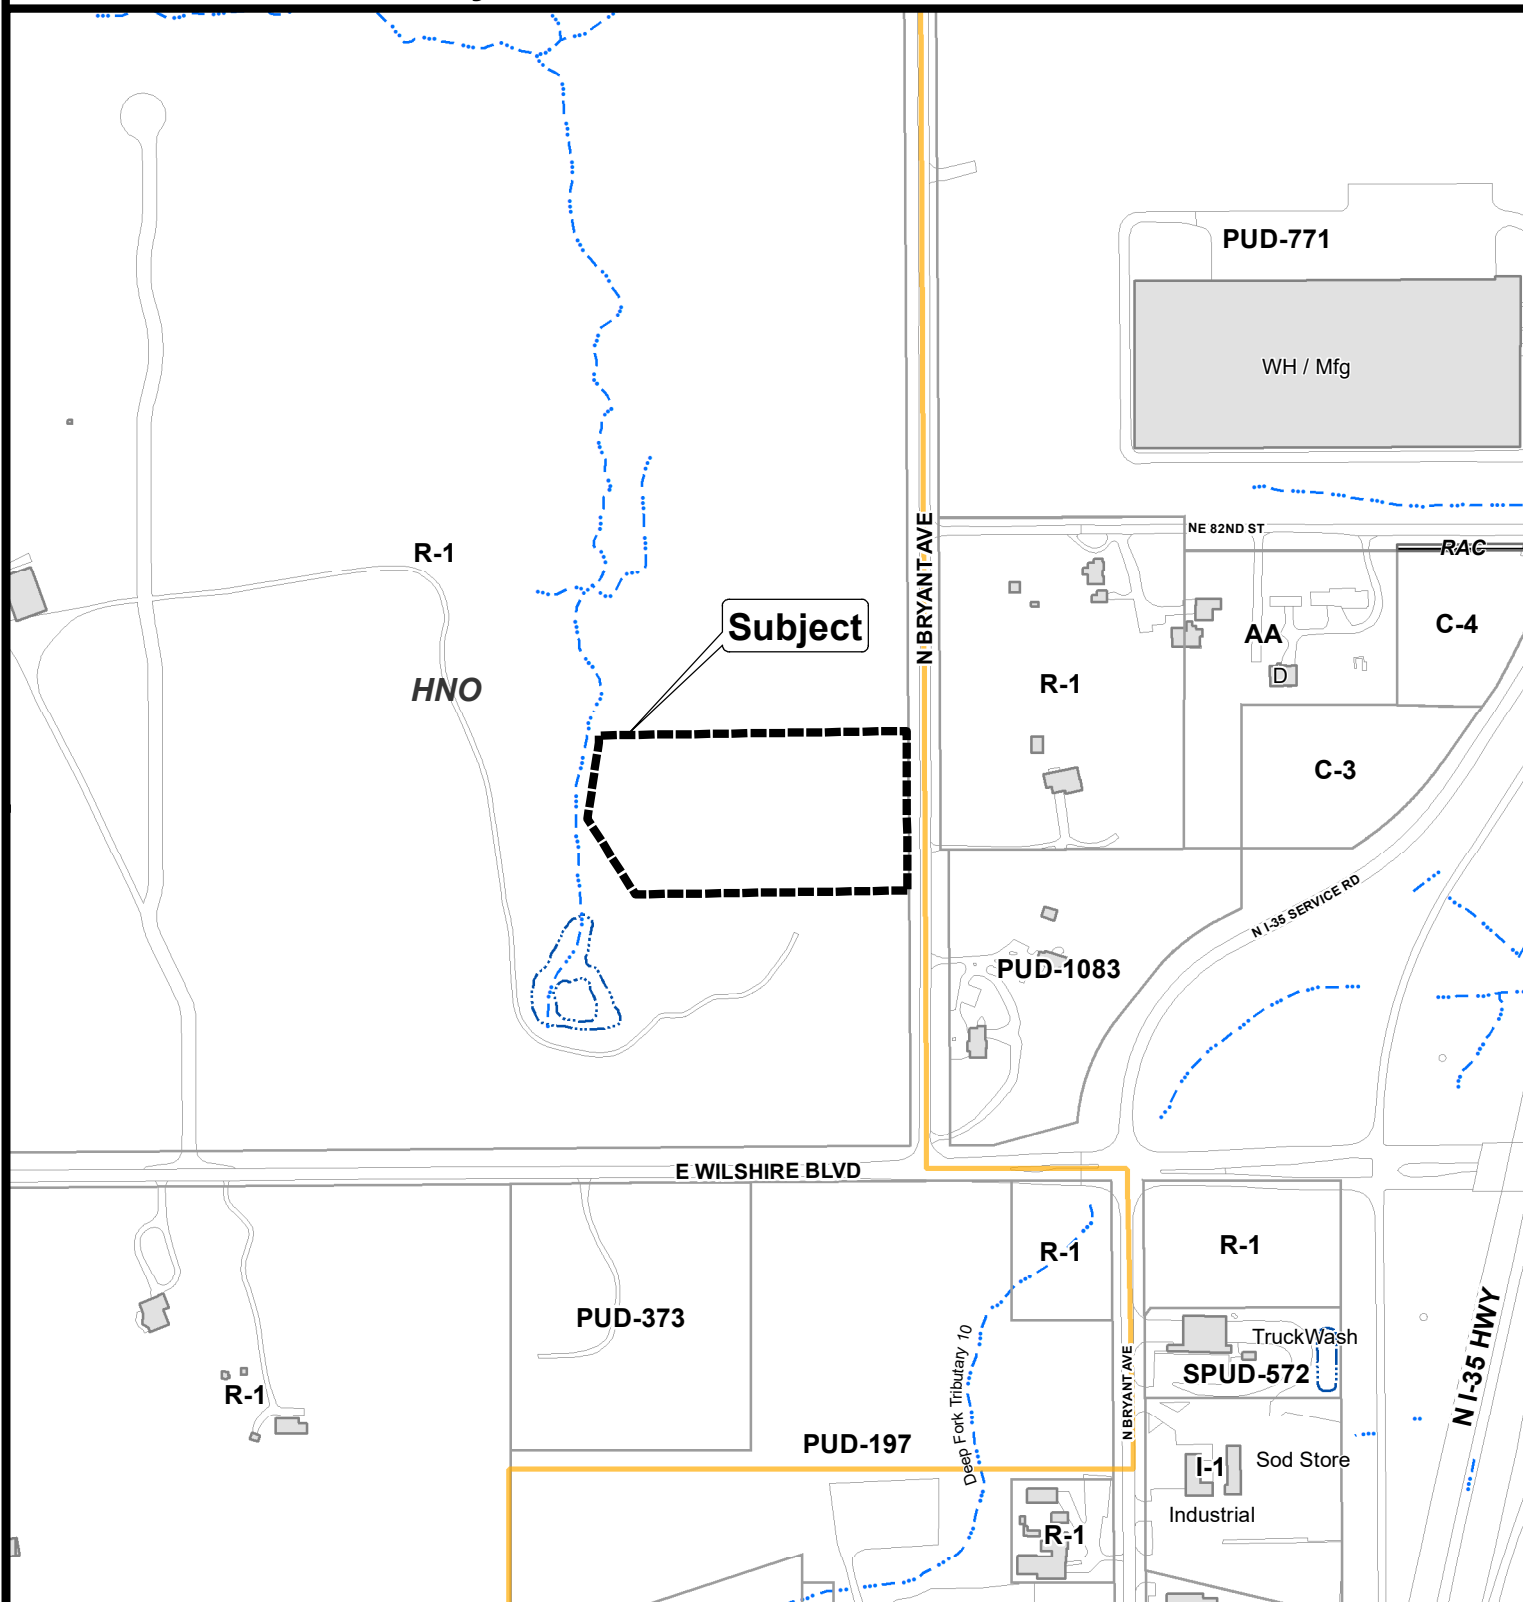 PUD-771
WH / Mfg
N BRYANT AVE
NE 82ND ST
RAC
R-1
Subject
AA
C-4
HNO
R-1
D
C-3
N I-35 SERVICE RD
PUD-1083
E WILSHIRE BLVD
R-1
R-1
PUD-373
Deep Fork Tributary 10
N BRYANT AVE
TruckWash
SPUD-572
N I-35 HWY
R-1
PUD-197
I-1
Sod Store
Industrial
R-1